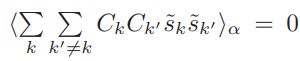 ⟨∑_k ∑_{k′≠k} C_k C_{k′} s̃_k s̃_{k′}⟩_α = 0